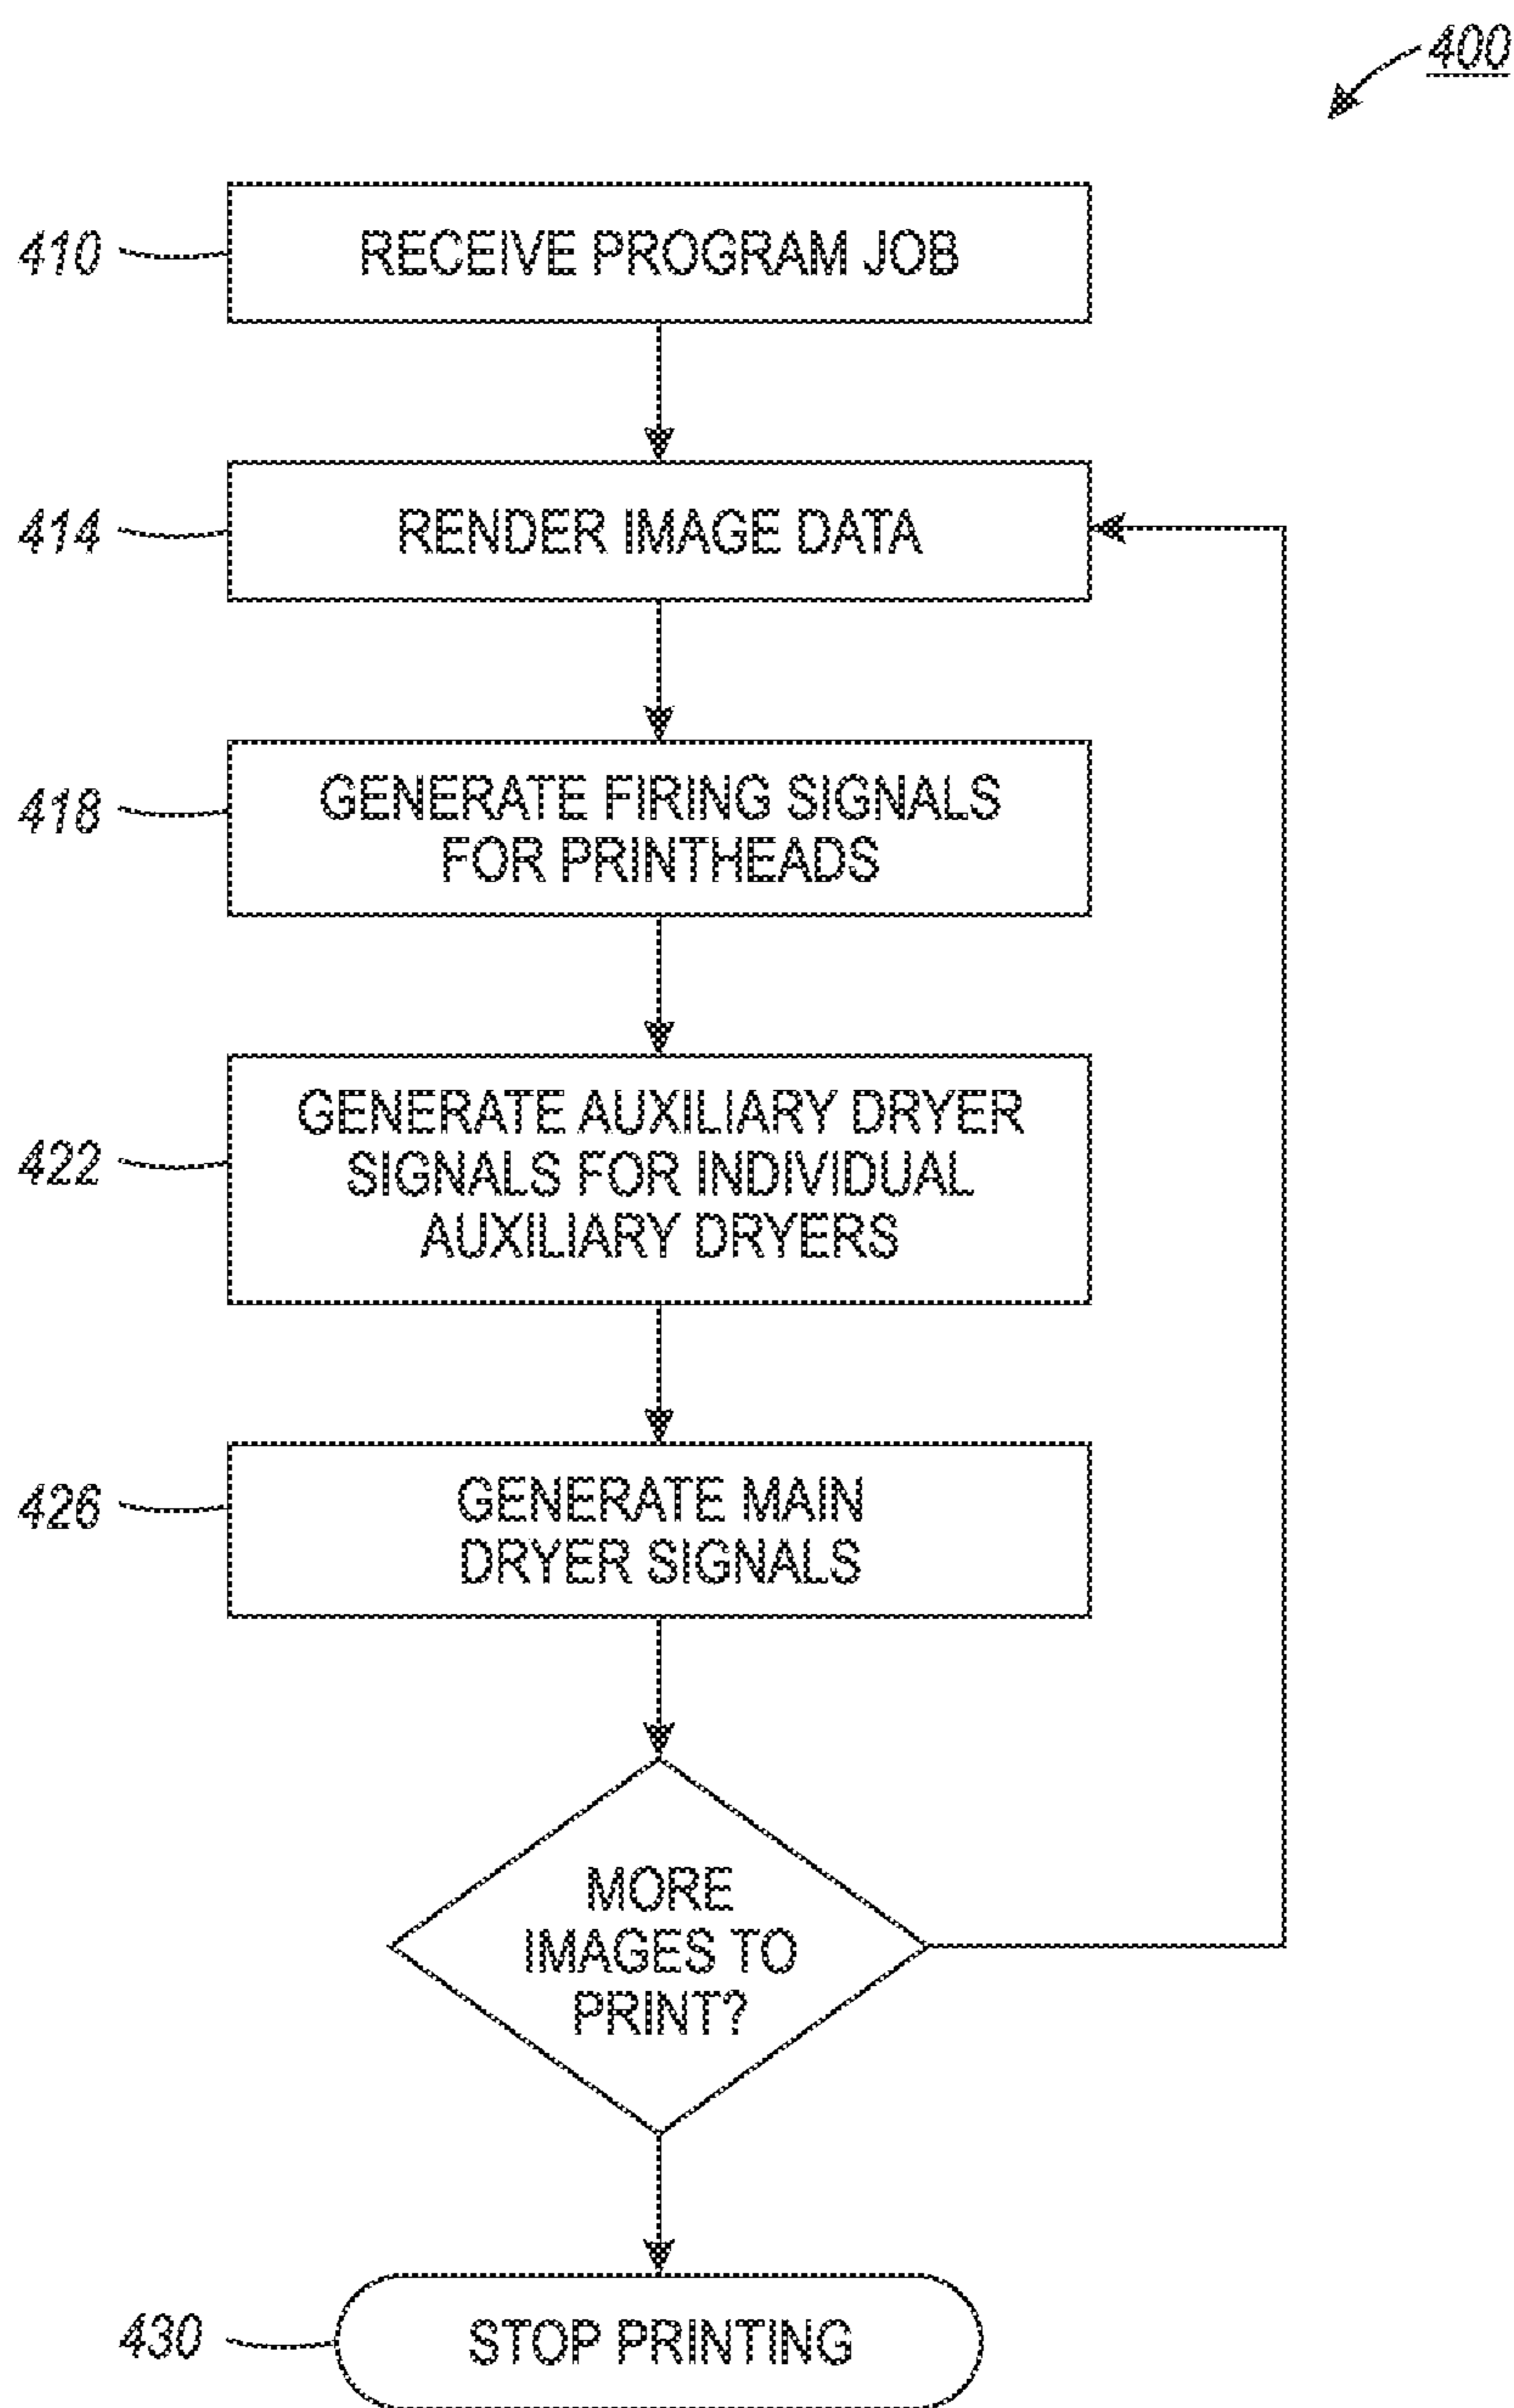 400
410
RECEIVE PROGRAM JOB
414
RENDER IMAGE DATA
418
GENERATE FIRING SIGNALS
FOR PRINTHEADS
422
GENERATE AUXILIARY DRYER
SIGNALS FOR INDIVIDUAL
AUXILIARY DRYERS
426
GENERATE MAIN
DRYER SIGNALS
MORE
IMAGES TO
PRINT?
430
STOP PRINTING